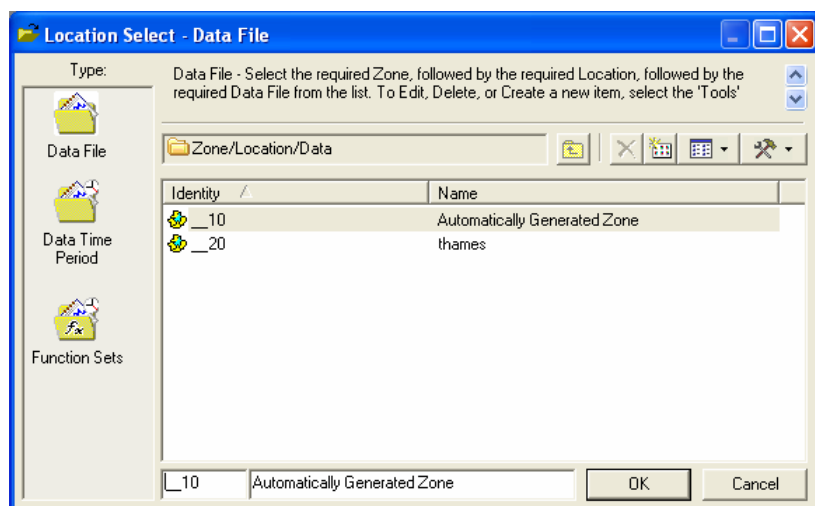 Location Select - Data File
Type:
Data File - Select the required Zone, followed by the required Location, followed by the
required Data File from the list. To Edit, Delete, or Create a new item, select the 'Tools'
Data File
Zone/Location/Data
Identity Name
__10 Automatically Generated Zone
__20 thames
Data Time
Period
fx
Function Sets
__10 Automatically Generated Zone OK Cancel